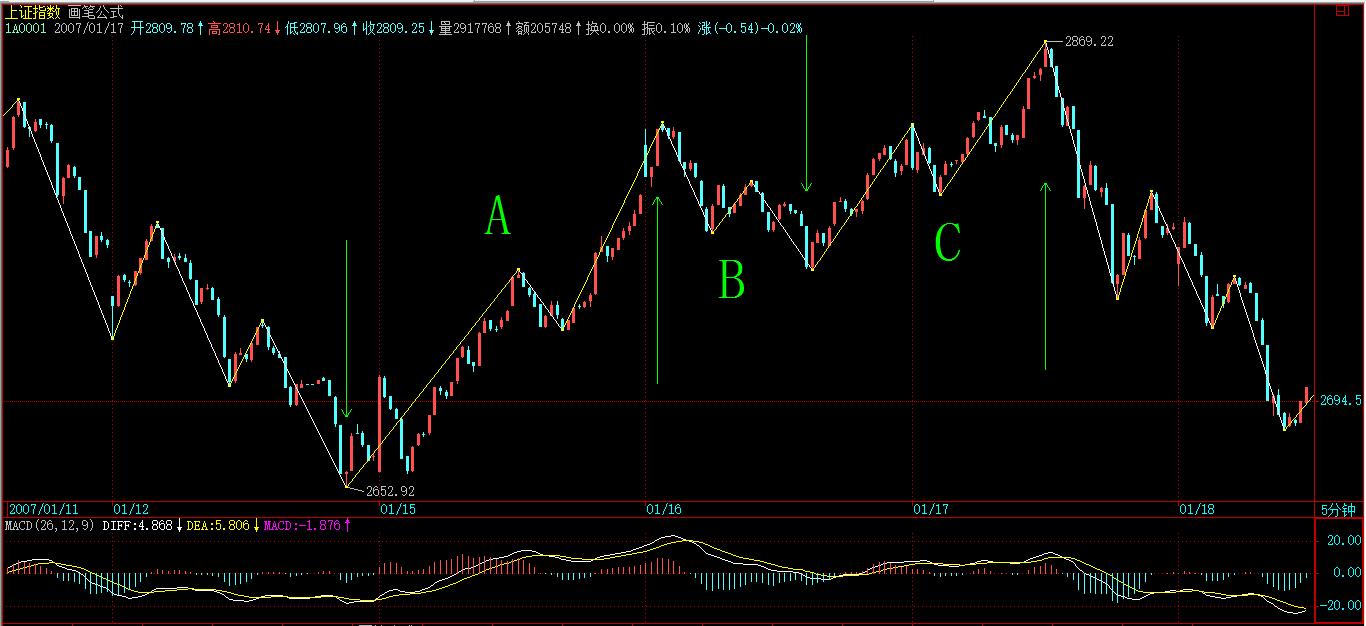 上证指数 画笔公式
1A0001 2007/01/17 开2809.78↑高2810.74↓低2807.96↑收2809.25↓量2917768↑额205748↑换0.00% 振0.10% 涨(-0.54)-0.02%
2869.22
A
C
B
2694.5
2652.92
2007/01/11 01/12 01/15 01/16 01/17 01/18 5分钟
MACD(26,12,9) DIFF:4.868↓DEA:5.806↓MACD:-1.876↑
20.00
0.00
-20.00